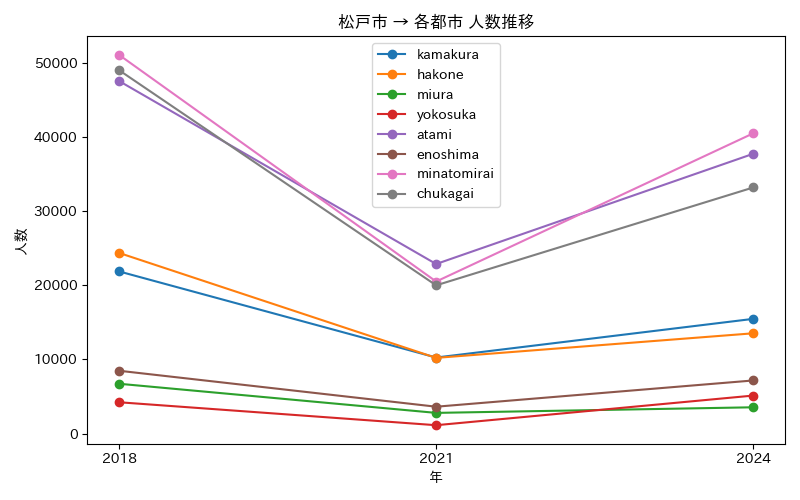 松戸市 → 各都市 人数推移
kamakura
hakone
miura
yokosuka
atami
enoshima
minatomirai
chukagai
人数
50000
40000
30000
20000
10000
0
2018
2021
2024
年